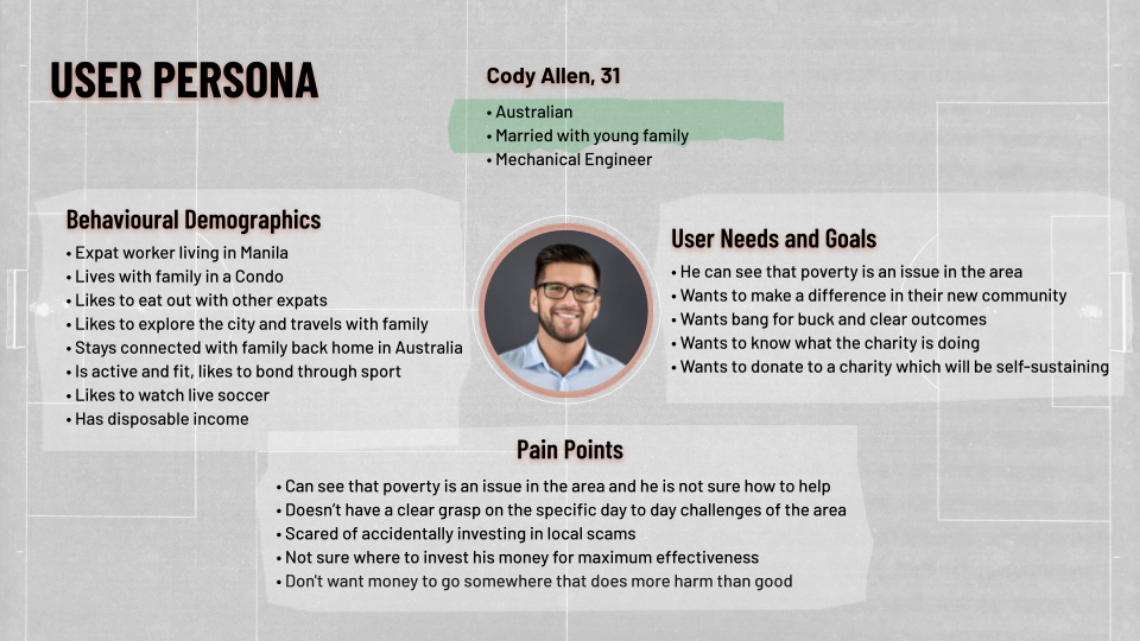 USER PERSONA
Cody Allen, 31
• Australian
• Married with young family
• Mechanical Engineer
Behavioural Demographics
• Expat worker living in Manila
• Lives with family in a Condo
• Likes to eat out with other expats
• Likes to explore the city and travels with family
• Stays connected with family back home in Australia
• Is active and fit, likes to bond through sport
• Likes to watch live soccer
• Has disposable income
User Needs and Goals
• He can see that poverty is an issue in the area
• Wants to make a difference in their new community
• Wants bang for buck and clear outcomes
• Wants to know what the charity is doing
• Wants to donate to a charity which will be self-sustaining
Pain Points
• Can see that poverty is an issue in the area and he is not sure how to help
• Doesn't have a clear grasp on the specific day to day challenges of the area
• Scared of accidentally investing in local scams
• Not sure where to invest his money for maximum effectiveness
• Don't want money to go somewhere that does more harm than good